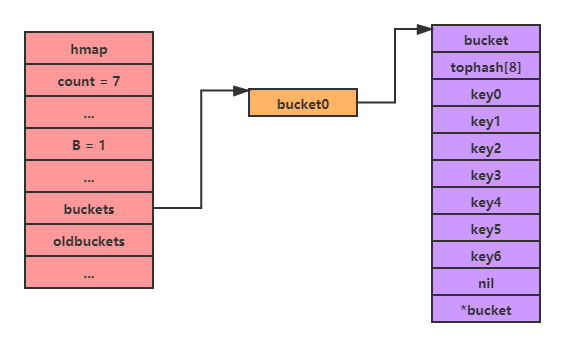 hmap
count = 7
...
B = 1
...
buckets
oldbuckets
...
bucket0
bucket
tophash[8]
key0
key1
key2
key3
key4
key5
key6
nil
*bucket